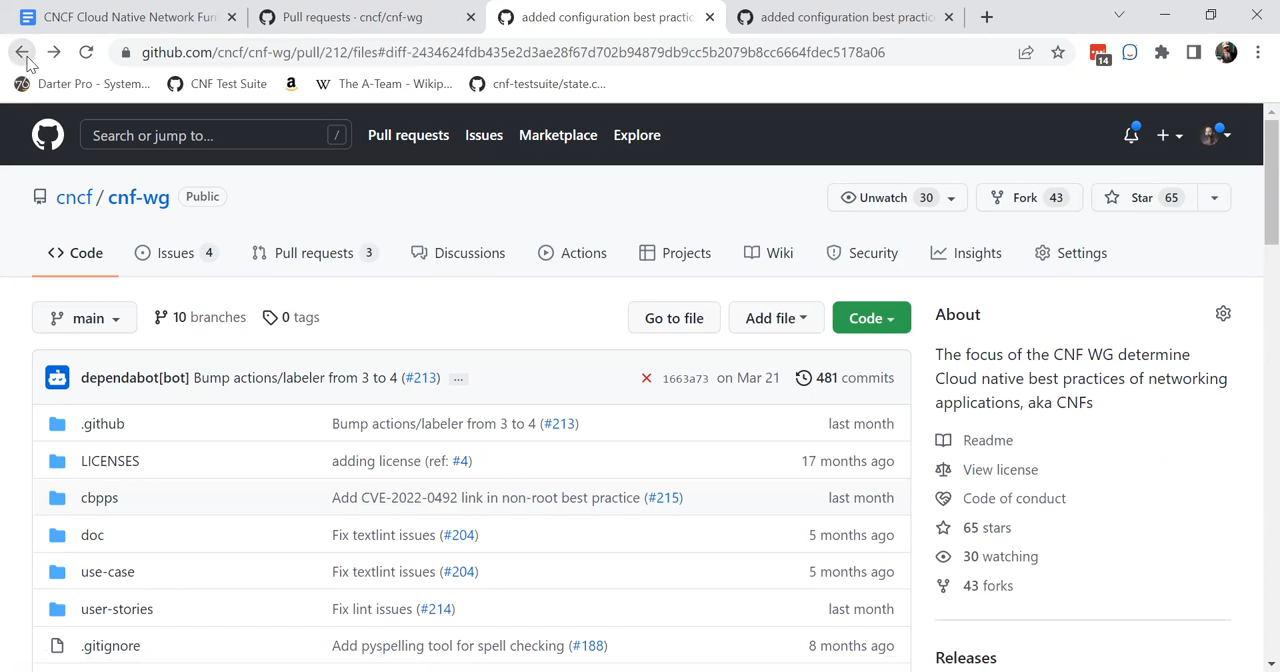 CNCF Cloud Native Network Fun
Pull requests · cncf/cnf-wg
added configuration best practic
added configuration best practic
github.com/cncf/cnf-wg/pull/212/files#diff-2434624fdb435e2d3ae28f67d702b94879db9cc5b2079b8cc6664fdec5178a06
14
Darter Pro - System...
CNF Test Suite
a
W The A-Team - Wikip...
cnf-testsuite/state.c...
Search or jump to...
/
Pull requests
Issues
Marketplace
Explore
cncf / cnf-wg
Public
Unwatch 30
Fork 43
Star 65
Code
Issues 4
Pull requests 3
Discussions
Actions
Projects
Wiki
Security
Insights
Settings
main
10 branches
0 tags
Go to file
Add file
Code
About
The focus of the CNF WG determine
Cloud native best practices of networking
applications, aka CNFs
dependabot[bot] Bump actions/labeler from 3 to 4 (#213) ...
1663a73 on Mar 21
481 commits
.github Bump actions/labeler from 3 to 4 (#213) last month
LICENSES adding license (ref: #4) 17 months ago
cbpps Add CVE-2022-0492 link in non-root best practice (#215) last month
doc Fix textlint issues (#204) 5 months ago
use-case Fix textlint issues (#204) 5 months ago
user-stories Fix lint issues (#214) last month
.gitignore Add pyspelling tool for spell checking (#188) 8 months ago
Readme
View license
Code of conduct
65 stars
30 watching
43 forks
Releases